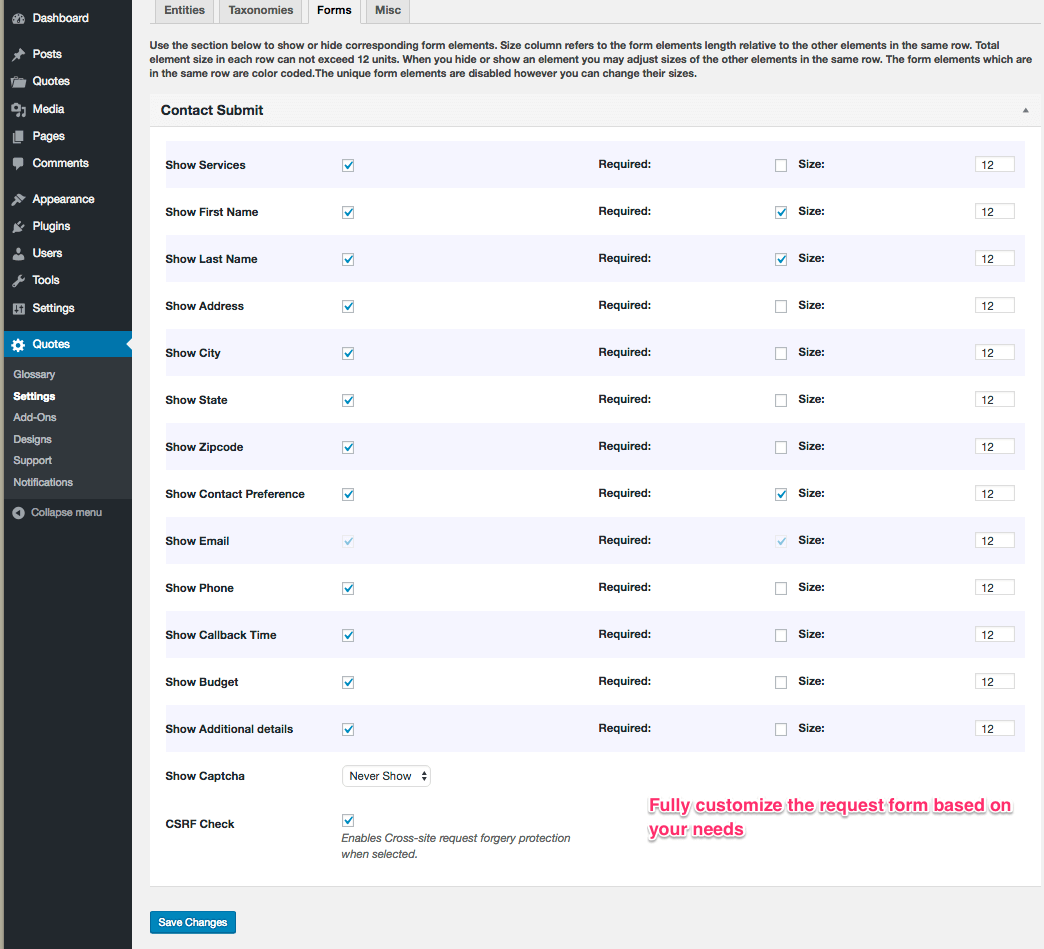 Dashboard
Posts
Quotes
Media
Pages
Comments
Appearance
Plugins
Users
Tools
Settings
Quotes
Glossary
Settings
Add-Ons
Designs
Support
Notifications
Collapse menu
Entities Taxonomies Forms Misc
Use the section below to show or hide corresponding form elements. Size column refers to the form elements length relative to the other elements in the same row. Total
element size in each row can not exceed 12 units. When you hide or show an element you may adjust sizes of the other elements in the same row. The form elements which are
in the same row are color coded.The unique form elements are disabled however you can change their sizes.
Contact Submit
Show Services Required: Size: 12
Show First Name Required: Size: 12
Show Last Name Required: Size: 12
Show Address Required: Size: 12
Show City Required: Size: 12
Show State Required: Size: 12
Show Zipcode Required: Size: 12
Show Contact Preference Required: Size: 12
Show Email Required: Size: 12
Show Phone Required: Size: 12
Show Callback Time Required: Size: 12
Show Budget Required: Size: 12
Show Additional details Required: Size: 12
Show Captcha Never Show
CSRF Check
Enables Cross-site request forgery protection
when selected.
Fully customize the request form based on
your needs
Save Changes